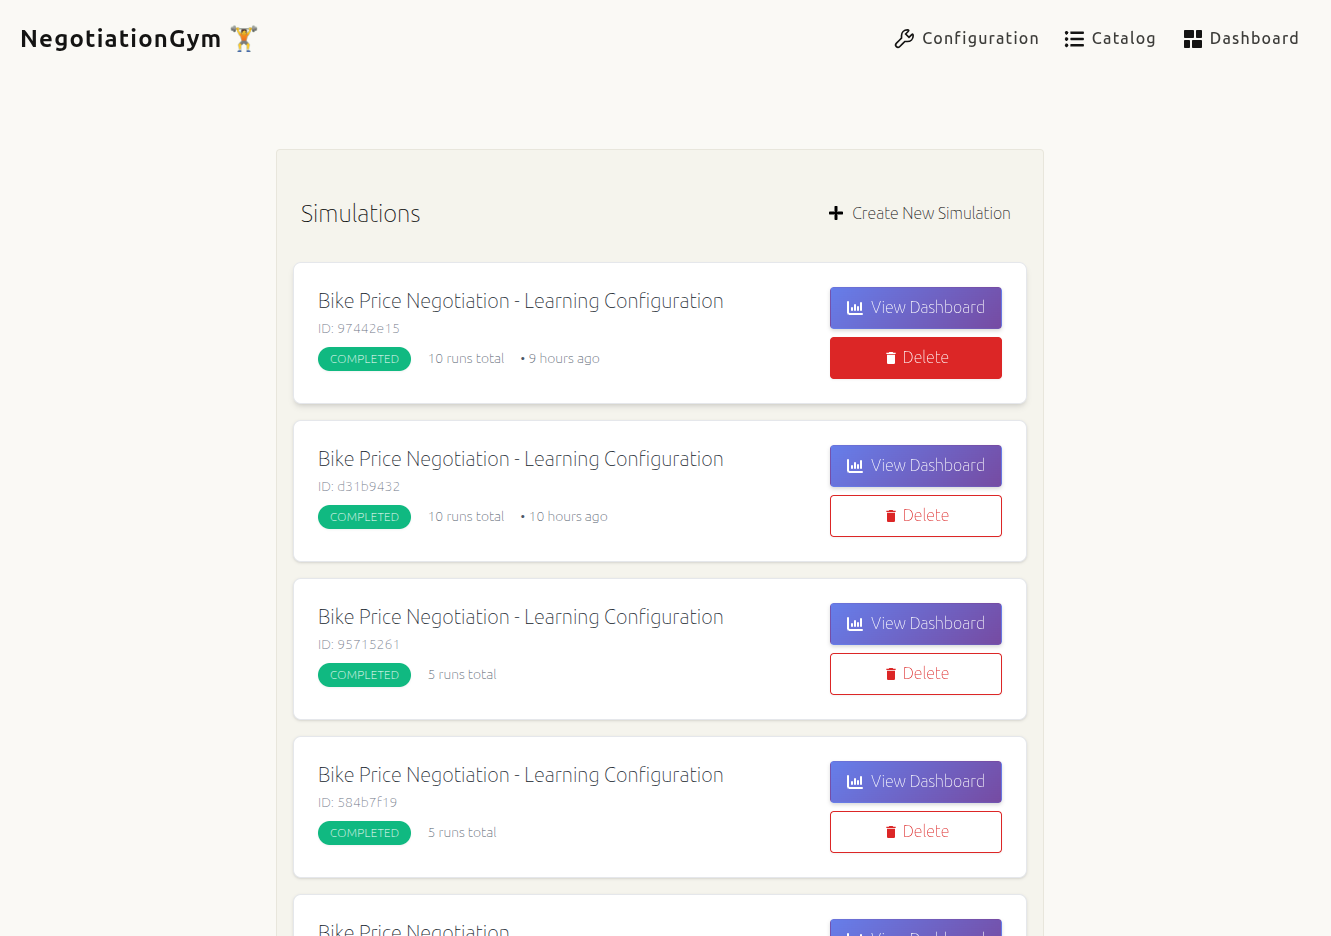 NegotiationGym
Configuration
Catalog
Dashboard
Simulations
Create New Simulation
Bike Price Negotiation - Learning Configuration
ID: 97442e15
COMPLETED
10 runs total
• 9 hours ago
View Dashboard
Delete
Bike Price Negotiation - Learning Configuration
ID: d31b9432
COMPLETED
10 runs total
• 10 hours ago
View Dashboard
Delete
Bike Price Negotiation - Learning Configuration
ID: 95715261
COMPLETED
5 runs total
View Dashboard
Delete
Bike Price Negotiation - Learning Configuration
ID: 584b7f19
COMPLETED
5 runs total
View Dashboard
Delete
Bike Price Negotiation
View Dashboard